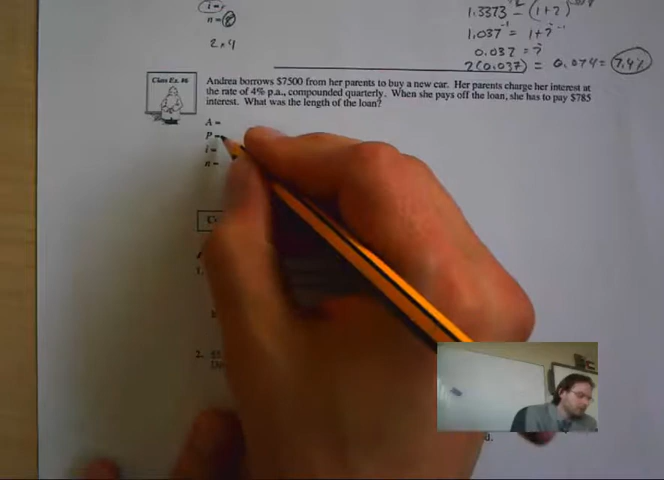 i =
n = 8
2 x 4
1.037 = 1 + i
0.037 = i
2(0.037) = 0.074 = 7.4%
Class Ex. #6
Andrea borrows $7500 from her parents to buy a new car. Her parents charge her interest at
the rate of 4% p.a., compounded quarterly. When she pays off the loan, she has to pay $785
interest. What was the length of the loan?
A =
P =
i =
n =
1.
2.
d.